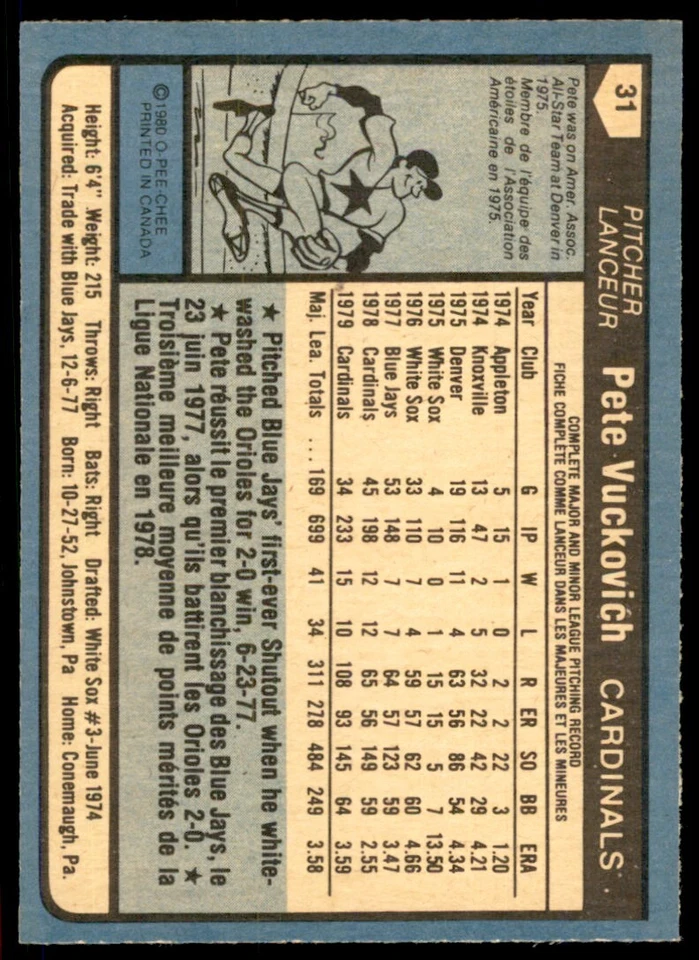 31
PITCHER
LANCEUR
Pete Vuckovich CARDINALS
Pete was on Amer. Assoc.
All-Star Team at Denver in
1975.
Membre de l'équipe des
étoiles de l'Association
Américaine en 1975.
©1980 O-PEE-CHEE
PRINTED IN CANADA
COMPLETE MAJOR AND MINOR LEAGUE PITCHING RECORD
FICHE COMPLETE COMME LANCEUR DANS LES MAJEURES ET LES MINEURES
Year Club G IP W L R ER SO BB ERA
1974 Appleton 5 15 1 0 2 2 22 3 1.20
1974 Knoxville 13 47 2 5 32 22 42 29 4.21
1975 Denver 19 116 11 4 63 56 86 54 4.34
1975 White Sox 4 10 0 1 15 15 5 7 13.50
1976 White Sox 33 110 7 4 59 57 62 60 4.66
1977 Blue Jays 53 148 7 7 64 57 123 59 3.47
1978 Cardinals 45 198 12 12 65 56 149 59 2.55
1979 Cardinals 34 233 15 10 108 93 145 64 3.59
Maj. Lea. Totals ... 169 699 41 34 311 278 484 249 3.58
★ Pitched Blue Jays' first-ever Shutout when he white-
washed the Orioles for 2-0 win, 6-23-77.
★ Pete réussit le premier blanchissage des Blue Jays, le
23 juin 1977, alors qu'ils battirent les Orioles 2-0. ★
Troisième meilleure moyenne de points mérités de la
Ligue Nationale en 1978.
Height: 6'4" Weight: 215 Throws: Right Bats: Right Drafted: White Sox #3-June 1974
Acquired: Trade with Blue Jays, 12-6-77 Born: 10-27-52, Johnstown, Pa Home: Conemaugh, Pa.